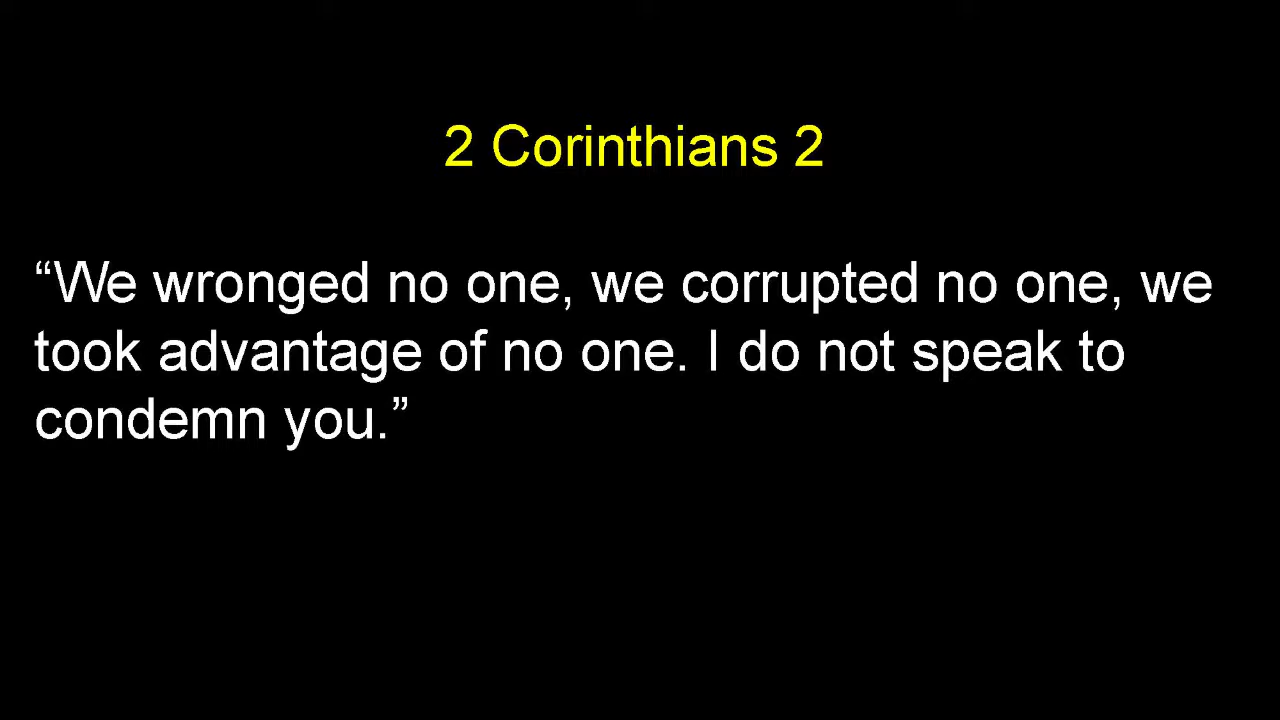 2 Corinthians 2
“We wronged no one, we corrupted no one, we
took advantage of no one. I do not speak to
condemn you.”